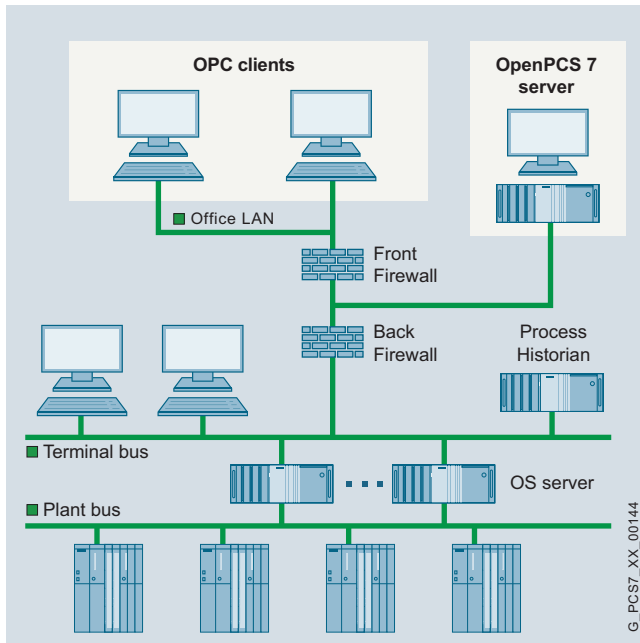 OPC clients
OpenPCS 7
server
Office LAN
Front
Firewall
Back
Firewall
Process
Historian
Terminal bus
OS server
Plant bus
G_PCS7_XX_00144